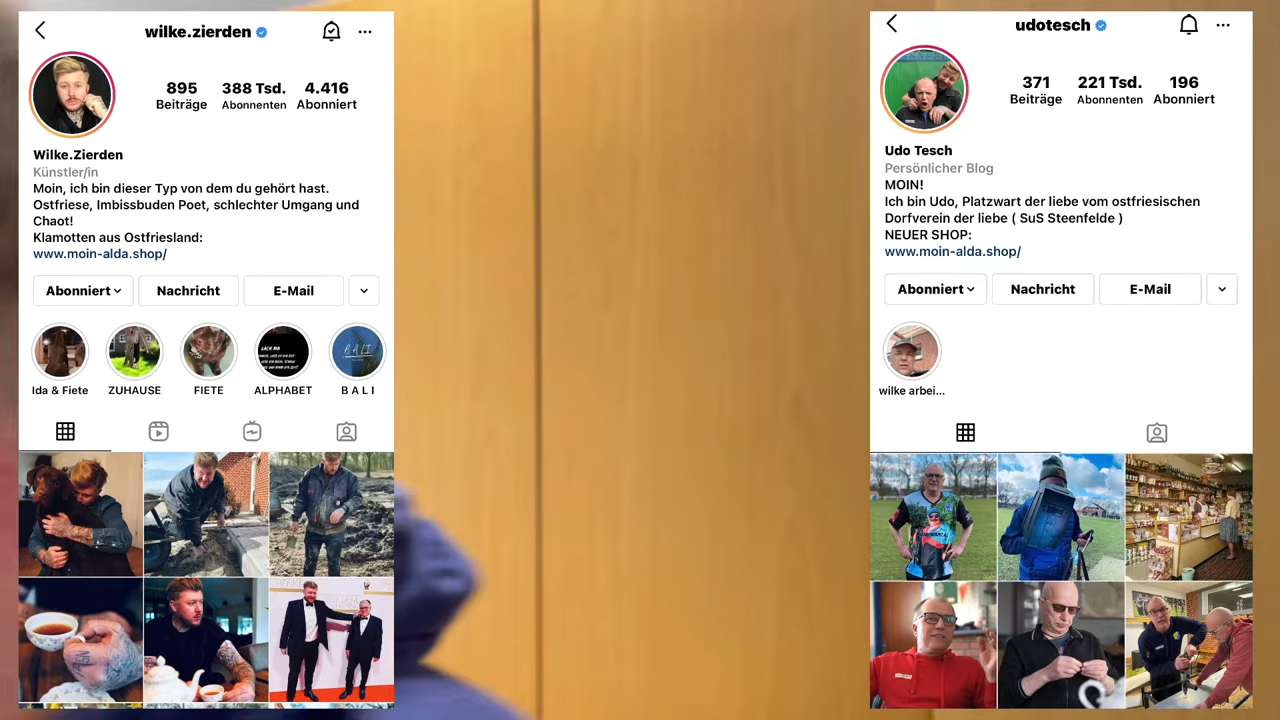 wilke.zierden
895
388 Tsd.
4.416
Beiträge
Abonnenten
Abonniert
Wilke.Zierden
Künstler/in
Moin, ich bin dieser Typ von dem du gehört hast.
Ostfriese, Imbissbuden Poet, schlechter Umgang und
Chaot!
Klamotten aus Ostfriesland:
www.moin-alda.shop/
Abonniert
Nachricht
E-Mail
LACH MA
Ida & Fiete
ZUHAUSE
FIETE
ALPHABET
B A L I
udotesch
371
221 Tsd.
196
Beiträge
Abonnenten
Abonniert
Udo Tesch
Persönlicher Blog
MOIN!
Ich bin Udo, Platzwart der liebe vom ostfriesischen
Dorfverein der liebe ( SuS Steenfelde )
NEUER SHOP:
www.moin-alda.shop/
Abonniert
Nachricht
E-Mail
wilke arbei...